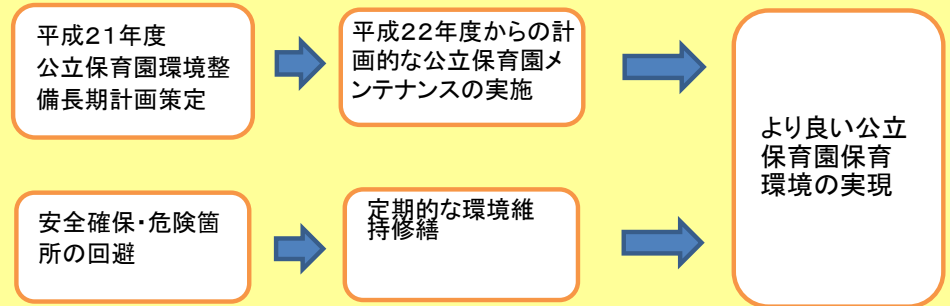 平成21年度
公立保育園環境整
備長期計画策定
平成22年度からの計
画的な公立保育園メ
ンテナンスの実施
安全確保・危険箇
所の回避
定期的な環境維
持修繕
より良い公立
保育園保育
環境の実現